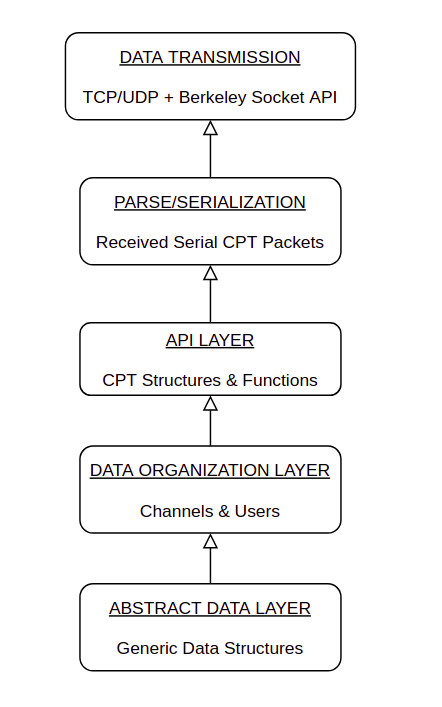 DATA TRANSMISSION
TCP/UDP + Berkeley Socket API
PARSE/SERIALIZATION
Received Serial CPT Packets
API LAYER
CPT Structures & Functions
DATA ORGANIZATION LAYER
Channels & Users
ABSTRACT DATA LAYER
Generic Data Structures